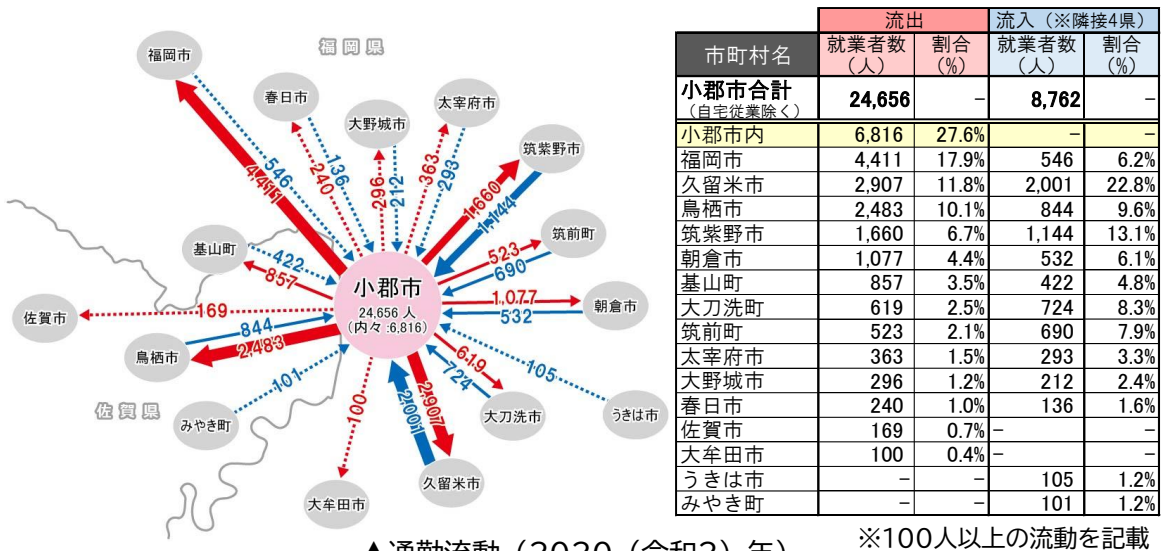 福岡県
福岡市
春日市
大野城市
太宰府市
筑紫野市
筑前町
朝倉市
基山町
佐賀市
鳥栖市
佐賀県
みやき町
大牟田市
久留米市
大刀洗市
うきは市
小郡市
24,656 人
(内々:6,816)
546
4,411
240
136
296
212
363
293
1,660
1,144
523
690
1,077
532
422
857
169
844
2,483
101
100
2,001
2,907
619
724
105
流出 流入(※隣接4県)
市町村名 就業者数(人) 割合(%) 就業者数(人) 割合(%)
小郡市合計(自宅従業除く) 24,656 – 8,762 –
小郡市内 6,816 27.6% – –
福岡市 4,411 17.9% 546 6.2%
久留米市 2,907 11.8% 2,001 22.8%
鳥栖市 2,483 10.1% 844 9.6%
筑紫野市 1,660 6.7% 1,144 13.1%
朝倉市 1,077 4.4% 532 6.1%
基山町 857 3.5% 422 4.8%
大刀洗町 619 2.5% 724 8.3%
筑前町 523 2.1% 690 7.9%
太宰府市 363 1.5% 293 3.3%
大野城市 296 1.2% 212 2.4%
春日市 240 1.0% 136 1.6%
佐賀市 169 0.7% – –
大牟田市 100 0.4% – –
うきは市 – – 105 1.2%
みやき町 – – 101 1.2%
※100人以上の流動を記載
▲通勤流動(2020(令和2)年)